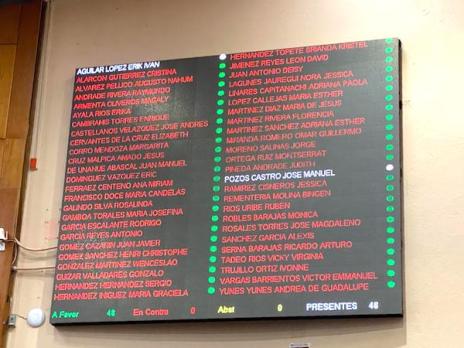 AGUILAR LOPEZ ERIK IVAN
ALARCON GUTIERREZ CRISTINA
ALVAREZ PELLICO AUGUSTO NAHUM
ANDRADE RIVERA RAYMUNDO
ARMENTA OLIVEROS MAGALY
AYALA RIOS ERIKA
CAMBRANIS TORRES ENRIQUE
CASTELLANOS VELAZQUEZ JOSE ANDRES
CERVANTES DE LA CRUZ ELIZABETH
CORRO MENDOZA MARGARITA
CRUZ MALPICA AMADO JESUS
DE UNANUE ABASCAL JUAN MANUEL
DOMINGUEZ VAZQUEZ ERIC
FERRAEZ CENTENO ANA MIRIAM
FRANCISCO DOCE MARIA CANDELAS
GALINDO SILVA ROSALINDA
GAMBOA TORALES MARIA JOSEFINA
GARCIA ESCALANTE RODRIGO
GARCIA REYES ANTONIO
GOMEZ CAZARIN JUAN JAVIER
GOMEZ SANCHEZ HENRI CHRISTOPHE
GONZALEZ MARTINEZ WENCESLAO
GUIZAR VALLADARES GONZALO
HERNANDEZ HERNANDEZ SERGIO
HERNANDEZ IÑIGUEZ MARIA GRACIELA
HERNANDEZ TOPETE BRIANDA KRISTEL
JIMENEZ REYES LEON DAVID
JUAN ANTONIO DEISY
LAGUNES JAUREGUI NORA JESSICA
LINARES CAPITANACHI ADRIANA PAOLA
LOPEZ CALLEJAS MARIA ESTHER
MARTINEZ DIAZ MARIA DE JESUS
MARTINEZ RIVERA FLORENCIA
MARTINEZ SANCHEZ ADRIANA ESTHER
MIRANDA ROMERO OMAR GUILLERMO
MORENO SALINAS JORGE
ORTEGA RUIZ MONTSERRAT
PINEDA ANDRADE JUDITH
POZOS CASTRO JOSE MANUEL
RAMIREZ CISNEROS JESSICA
REMENTERIA MOLINA BINGEN
RIOS URIBE RUBEN
ROBLES BARAJAS MONICA
ROSALES TORRES JOSE MAGDALENO
SANCHEZ GARCIA ALEXIS
SERNA BARAJAS RICARDO ARTURO
TADEO RIOS VICKY VIRGINIA
TRUJILLO ORTIZ IVONNE
VARGAS BARRIENTOS VICTOR EMMANUEL
YUNES YUNES ANDREA DE GUADALUPE
A Favor 48 En Contra 0 Abst 0 PRESENTES 48